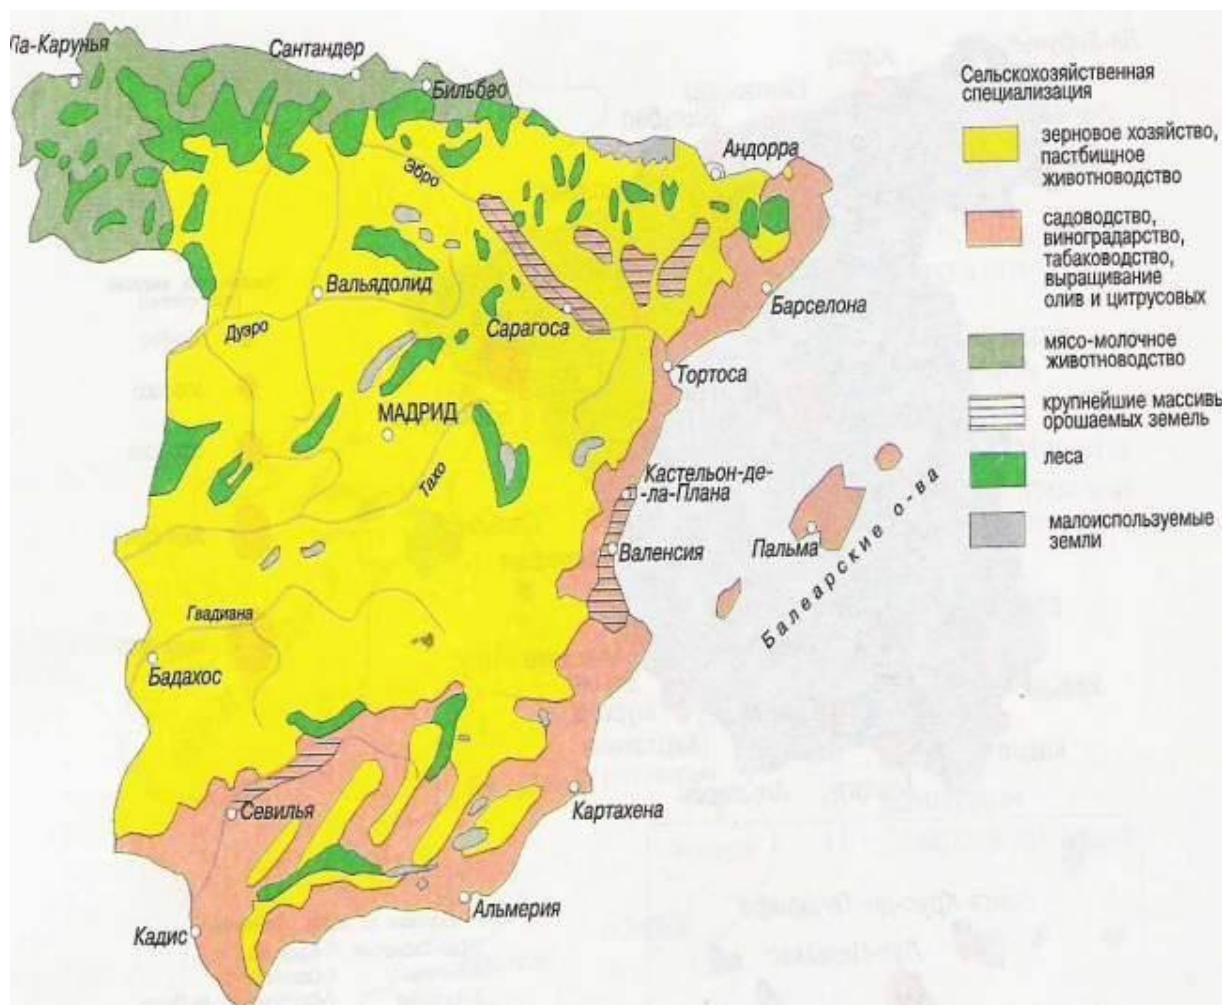 Ла-Карунья
Сантандер
Бильбао
Андорра
Эбро
Вальядолид
Дуэро
Сарагоса
Барселона
Тортоса
МАДРИД
Тахо
Кастельон-де-
-ла-Плана
Валенсия
Пальма
Балеарские о-ва
Гвадиана
Бадахос
Севилья
Картахена
Альмерия
Кадис
Сельскохозяйственная
специализация
зерновое хозяйство,
пастбищное
животноводство
садоводство,
виноградарство,
табаководство,
выращивание
олив и цитрусовых
мясо-молочное
животноводство
крупнейшие массивы
орошаемых земель
леса
малоиспользуемые
земли